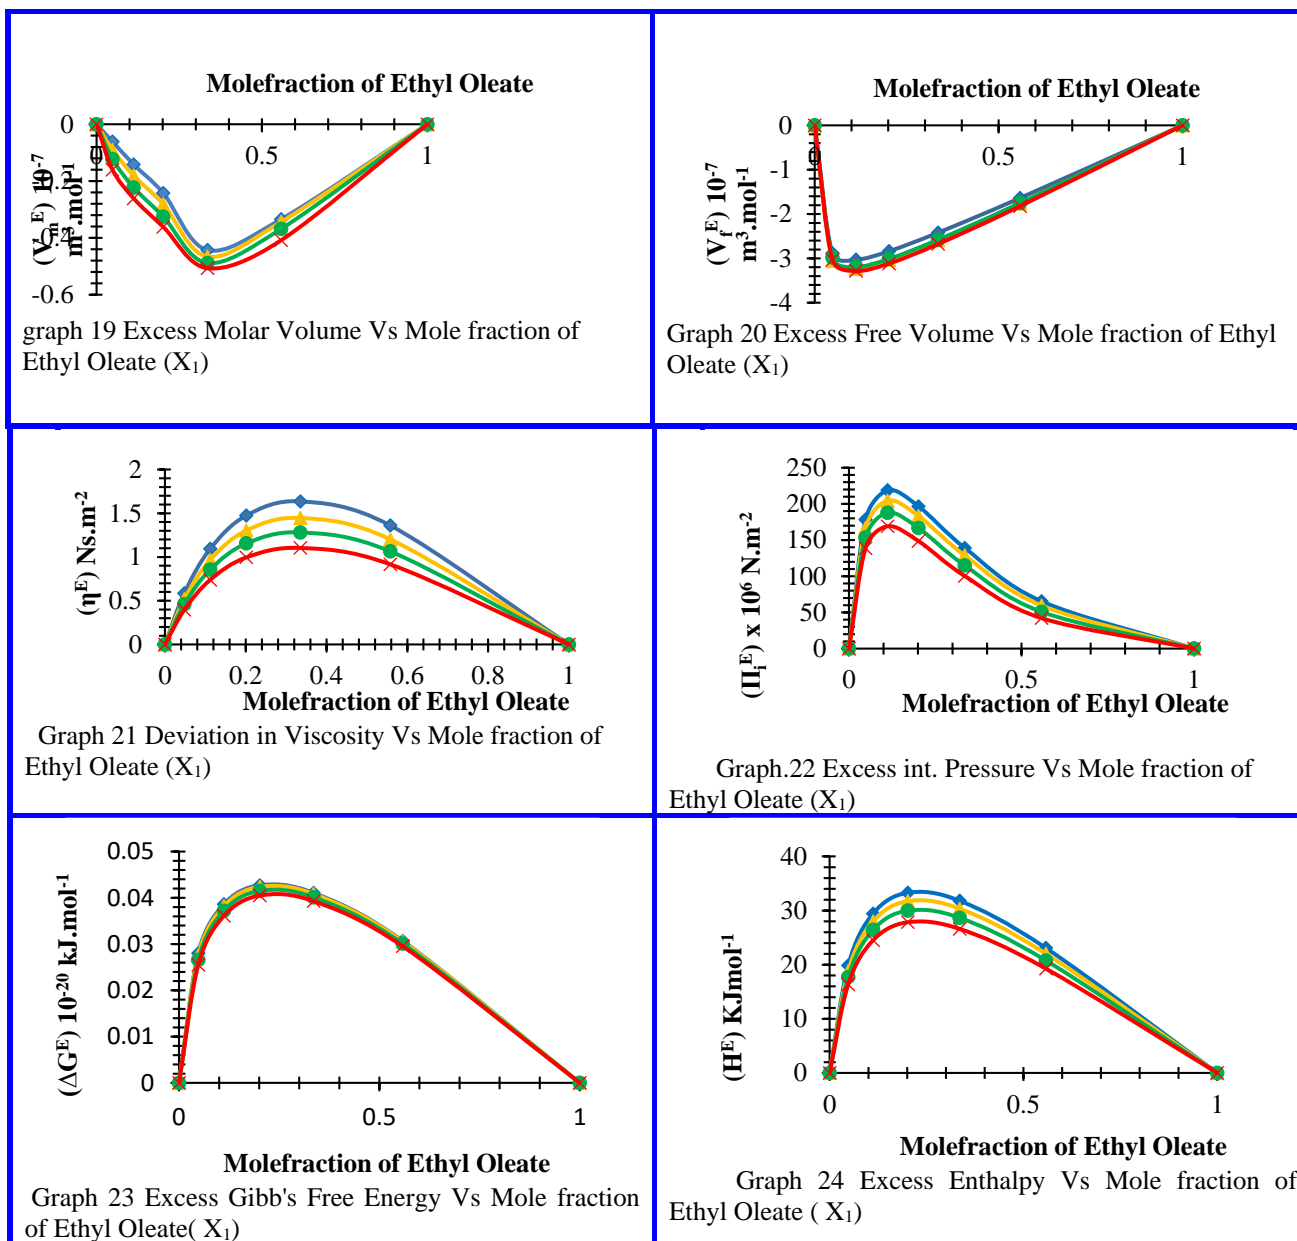 Molefraction of Ethyl Oleate
0
0
0.5
1
-0.6
graph 19 Excess Molar Volume Vs Mole fraction of
Ethyl Oleate (X₁)
Molefraction of Ethyl Oleate
0
-1
-2
-3
-4
0
0.5
1
(V_f^E) 10⁻⁷
m³.mol⁻¹
Graph 20 Excess Free Volume Vs Mole fraction of Ethyl
Oleate (X₁)
2
1.5
1
0.5
0
(η^E) Ns.m⁻²
0 0.2 0.4 0.6 0.8 1
Molefraction of Ethyl Oleate
Graph 21 Deviation in Viscosity Vs Mole fraction of
Ethyl Oleate (X₁)
250
200
150
100
50
0
(Π_i^E) x 10⁶ N.m⁻²
0 0.5 1
Molefraction of Ethyl Oleate
Graph.22 Excess int. Pressure Vs Mole fraction of
Ethyl Oleate (X₁)
0.05
0.04
0.03
0.02
0.01
0
(ΔG^E) 10⁻²⁰ kJ.mol⁻¹
0 0.5 1
Molefraction of Ethyl Oleate
Graph 23 Excess Gibb's Free Energy Vs Mole fraction
of Ethyl Oleate( X₁)
40
30
20
10
0
(H^E) KJmol⁻¹
0 0.5 1
Molefraction of Ethyl Oleate
Graph 24 Excess Enthalpy Vs Mole fraction of
Ethyl Oleate ( X₁)